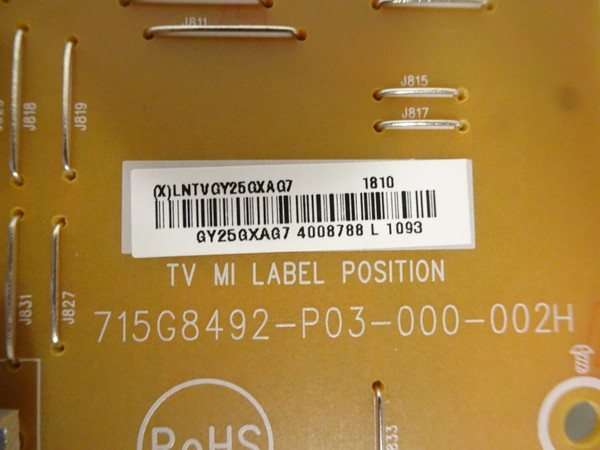 J811
J815
J817
J818
J819
(X)LNTVGY25GXAG7 1810
GY25GXAG7 4008788 L 1093
TV MI LABEL POSITION
715G8492-P03-000-002H
J831
J827
RoHS